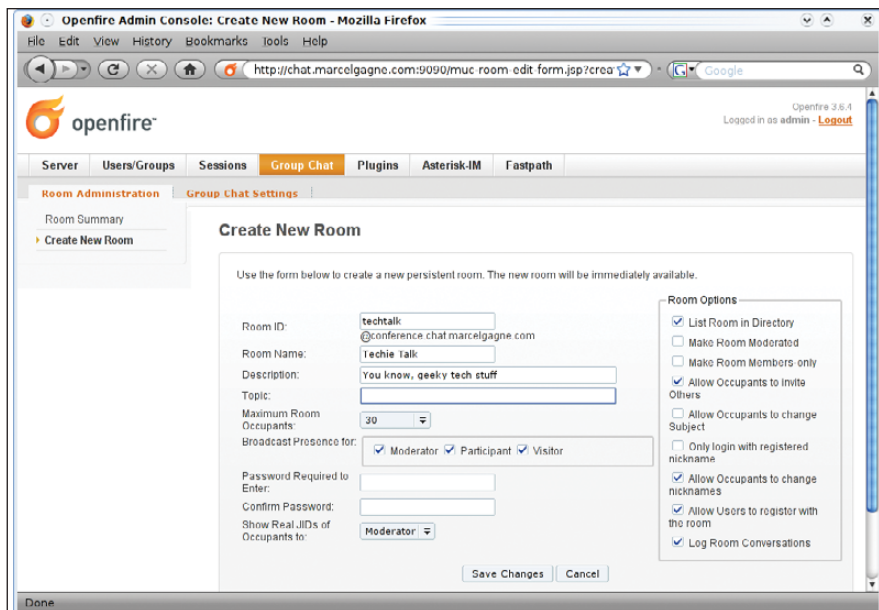 Openfire Admin Console: Create New Room - Mozilla Firefox
File Edit View History Bookmarks Tools Help
http://chat.marcelgagne.com:9090/muc-room-edit-form.jsp?crea
Google
openfire
Openfire 3.6.4
Logged in as admin - Logout
Server Users/Groups Sessions Group Chat Plugins Asterisk-IM Fastpath
Room Administration Group Chat Settings
Room Summary
Create New Room
Create New Room
Use the form below to create a new persistent room. The new room will be immediately available.
Room ID: techtalk
@conference.chat.marcelgagne.com
Room Name: Techie Talk
Description: You know, geeky tech stuff
Topic:
Maximum Room
Occupants: 30
Broadcast Presence for: Moderator Participant Visitor
Password Required to
Enter:
Confirm Password:
Show Real JIDs of
Occupants to: Moderator
Room Options
List Room in Directory
Make Room Moderated
Make Room Members-only
Allow Occupants to invite
Others
Allow Occupants to change
Subject
Only login with registered
nickname
Allow Occupants to change
nicknames
Allow Users to register with
the room
Log Room Conversations
Save Changes Cancel
Done